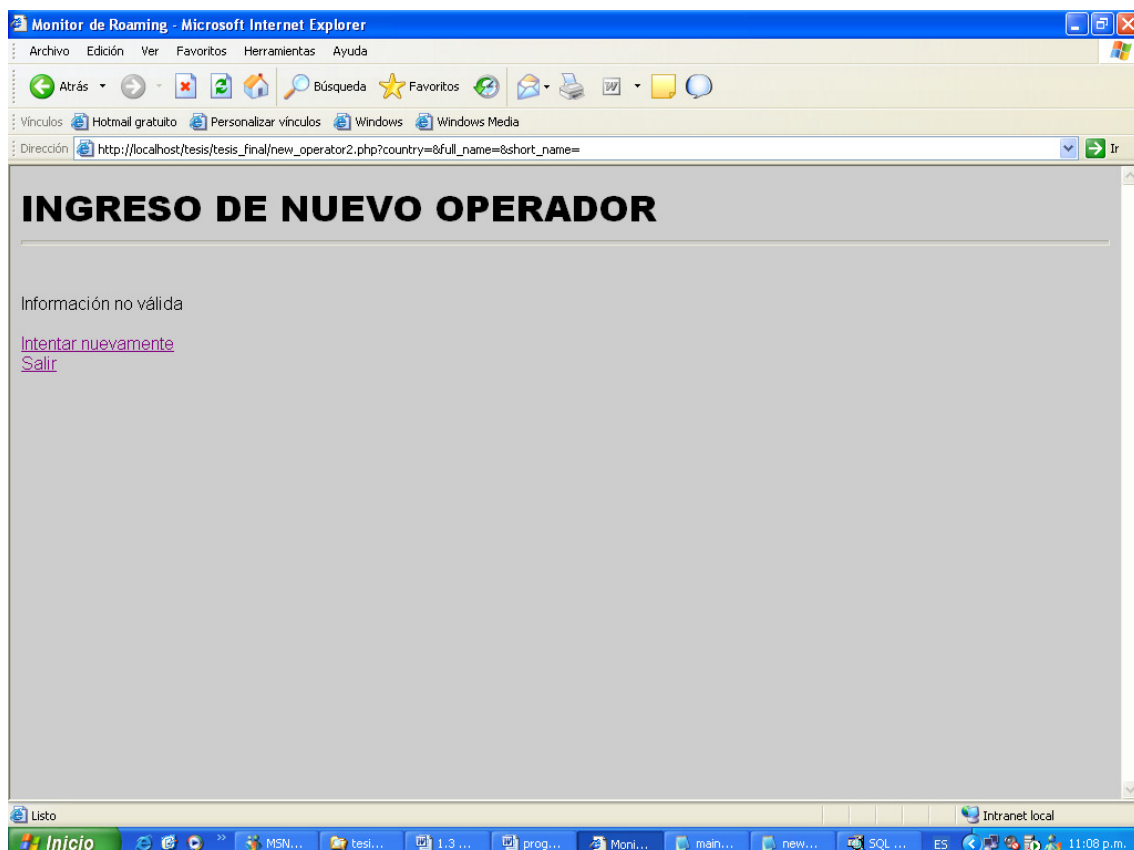 Monitor de Roaming - Microsoft Internet Explorer
Archivo Edición Ver Favoritos Herramientas Ayuda
Atrás Búsqueda Favoritos
Vínculos Hotmail gratuito Personalizar vínculos Windows Windows Media
Dirección http://localhost/tesis/tesis_final/new_operator2.php?country=&full_name=&short_name= Ir
INGRESO DE NUEVO OPERADOR
Información no válida
Intentar nuevamente
Salir
Listo Intranet local
Inicio MSN... tesi... 1.3 ... prog... Moni... main... new... SQL ... ES 11:08 p.m.